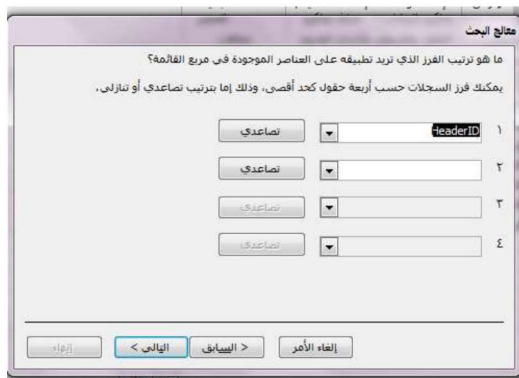 معالج البحث
ما هو ترتيب الفرز الذي تريد تطبيقه على العناصر الموجودة في مربع القائمة؟
يمكنك فرز السجلات حسب أربعة حقول كحد أقصى، وذلك إما بترتيب تصاعدي أو تنازلي.
١ HeaderID تصاعدي
٢ تصاعدي
٣ تصاعدي
٤ تصاعدي
إلغاء الأمر < السابق التالي > إنهاء